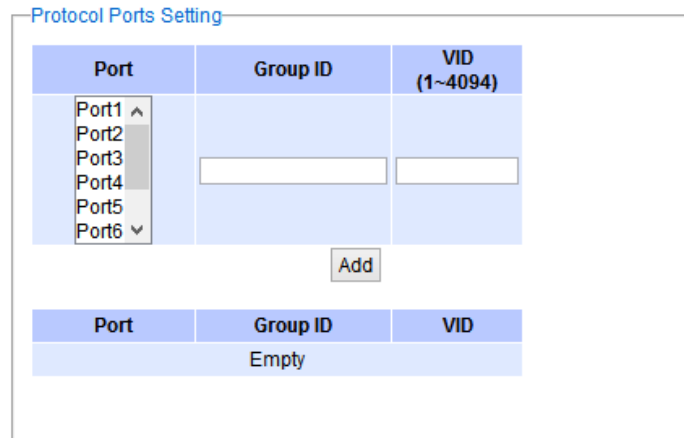 Protocol Ports Setting
Port Group ID VID
(1~4094)
Port1
Port2
Port3
Port4
Port5
Port6
Add
Port Group ID VID
Empty